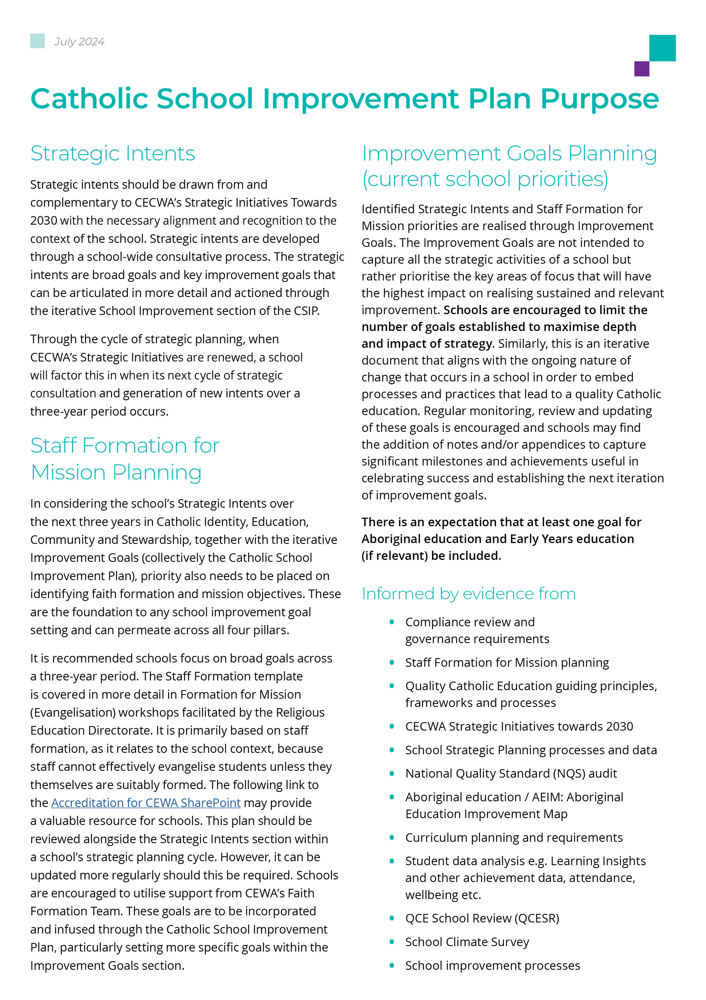 July 2024
Catholic School Improvement Plan Purpose
Strategic Intents
Strategic intents should be drawn from and
complementary to CECWA’s Strategic Initiatives Towards
2030 with the necessary alignment and recognition to the
context of the school. Strategic intents are developed
through a school-wide consultative process. The strategic
intents are broad goals and key improvement goals that
can be articulated in more detail and actioned through
the iterative School Improvement section of the CSIP.
Through the cycle of strategic planning, when
CECWA’s Strategic Initiatives are renewed, a school
will factor this in when its next cycle of strategic
consultation and generation of new intents over a
three-year period occurs.
Staff Formation for
Mission Planning
In considering the school’s Strategic Intents over
the next three years in Catholic Identity, Education,
Community and Stewardship, together with the iterative
Improvement Goals (collectively the Catholic School
Improvement Plan), priority also needs to be placed on
identifying faith formation and mission objectives. These
are the foundation to any school improvement goal
setting and can permeate across all four pillars.
It is recommended schools focus on broad goals across
a three-year period. The Staff Formation template
is covered in more detail in Formation for Mission
(Evangelisation) workshops facilitated by the Religious
Education Directorate. It is primarily based on staff
formation, as it relates to the school context, because
staff cannot effectively evangelise students unless they
themselves are suitably formed. The following link to
the Accreditation for CEWA SharePoint may provide
a valuable resource for schools. This plan should be
reviewed alongside the Strategic Intents section within
a school’s strategic planning cycle. However, it can be
updated more regularly should this be required. Schools
are encouraged to utilise support from CEWA’s Faith
Formation Team. These goals are to be incorporated
and infused through the Catholic School Improvement
Plan, particularly setting more specific goals within the
Improvement Goals section.
Improvement Goals Planning
(current school priorities)
Identified Strategic Intents and Staff Formation for
Mission priorities are realised through Improvement
Goals. The Improvement Goals are not intended to
capture all the strategic activities of a school but
rather prioritise the key areas of focus that will have
the highest impact on realising sustained and relevant
improvement. Schools are encouraged to limit the
number of goals established to maximise depth
and impact of strategy. Similarly, this is an iterative
document that aligns with the ongoing nature of
change that occurs in a school in order to embed
processes and practices that lead to a quality Catholic
education. Regular monitoring, review and updating
of these goals is encouraged and schools may find
the addition of notes and/or appendices to capture
significant milestones and achievements useful in
celebrating success and establishing the next iteration
of improvement goals.
There is an expectation that at least one goal for
Aboriginal education and Early Years education
(if relevant) be included.
Informed by evidence from
• Compliance review and
governance requirements
• Staff Formation for Mission planning
• Quality Catholic Education guiding principles,
frameworks and processes
• CECWA Strategic Initiatives towards 2030
• School Strategic Planning processes and data
• National Quality Standard (NQS) audit
• Aboriginal education / AEIM: Aboriginal
Education Improvement Map
• Curriculum planning and requirements
• Student data analysis e.g. Learning Insights
and other achievement data, attendance,
wellbeing etc.
• QCE School Review (QCESR)
• School Climate Survey
• School improvement processes